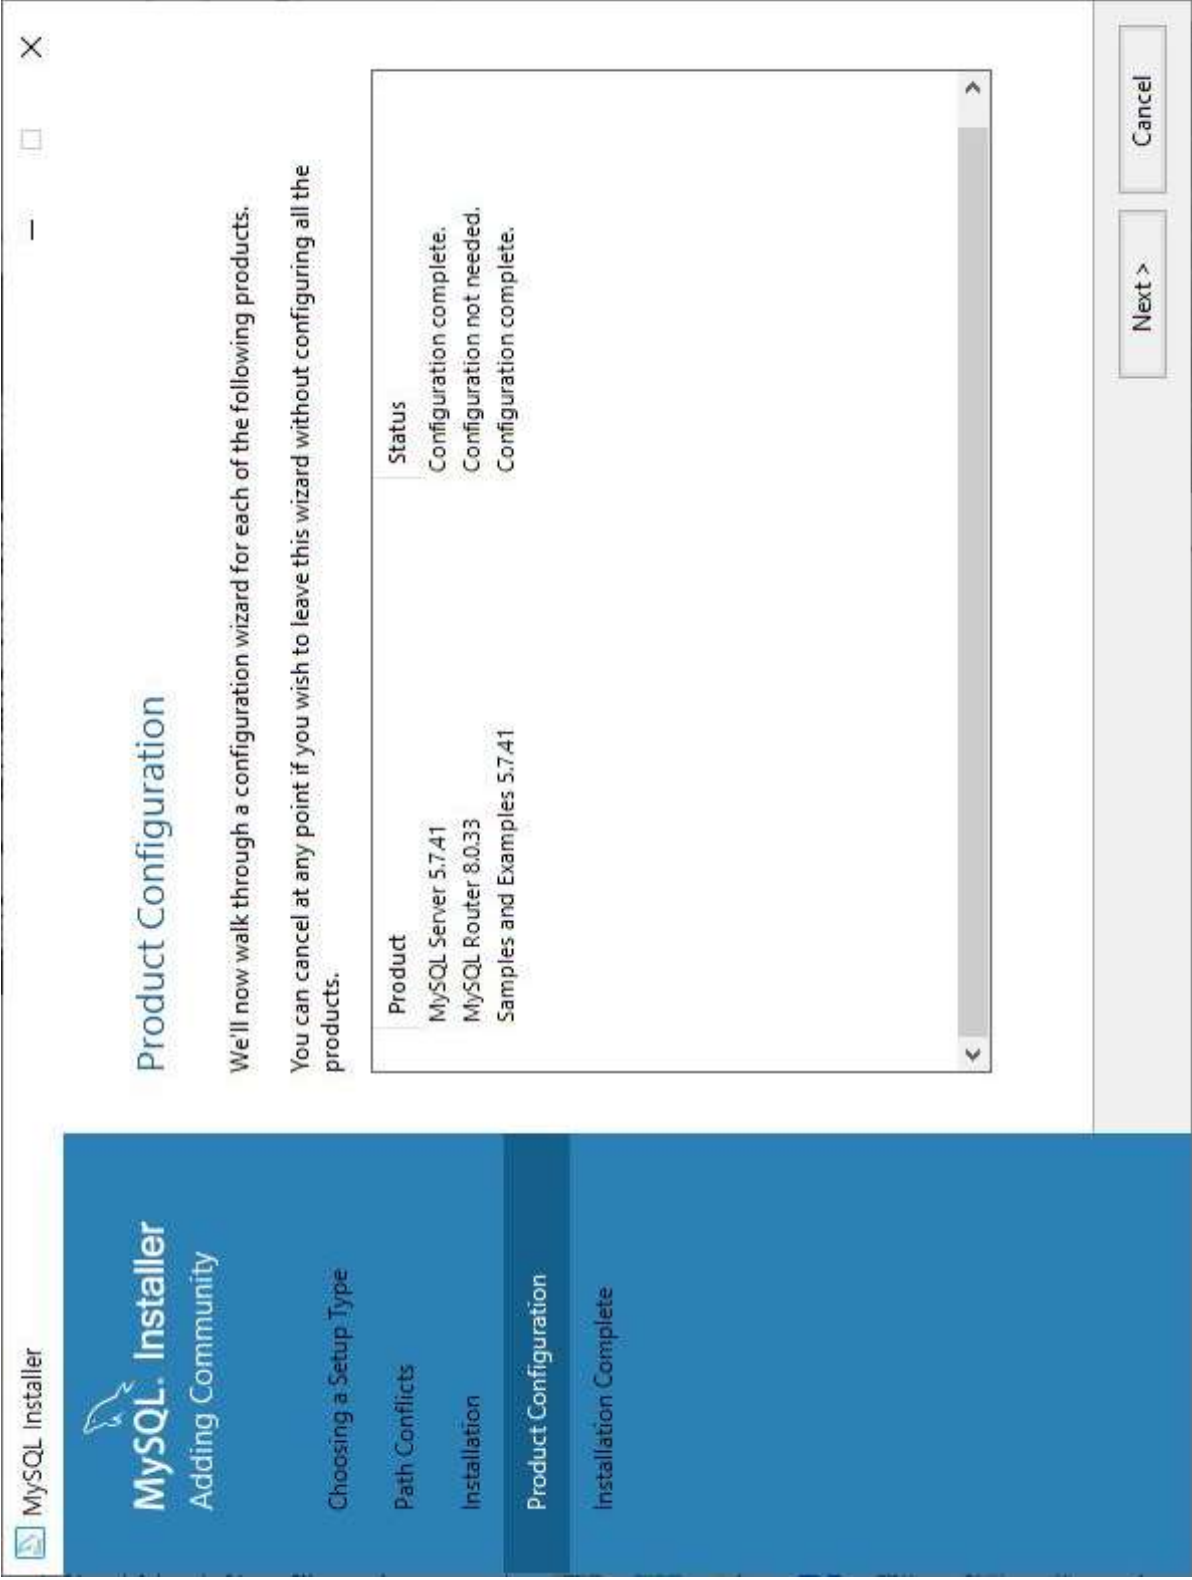 MySQL Installer
MySQL. Installer
Adding Community
Choosing a Setup Type
Path Conflicts
Installation
Product Configuration
Installation Complete
Product Configuration
We'll now walk through a configuration wizard for each of the following products.
You can cancel at any point if you wish to leave this wizard without configuring all the
products.
Product Status
MySQL Server 5.7.41 Configuration complete.
MySQL Router 8.0.33 Configuration not needed.
Samples and Examples 5.7.41 Configuration complete.
Next > Cancel